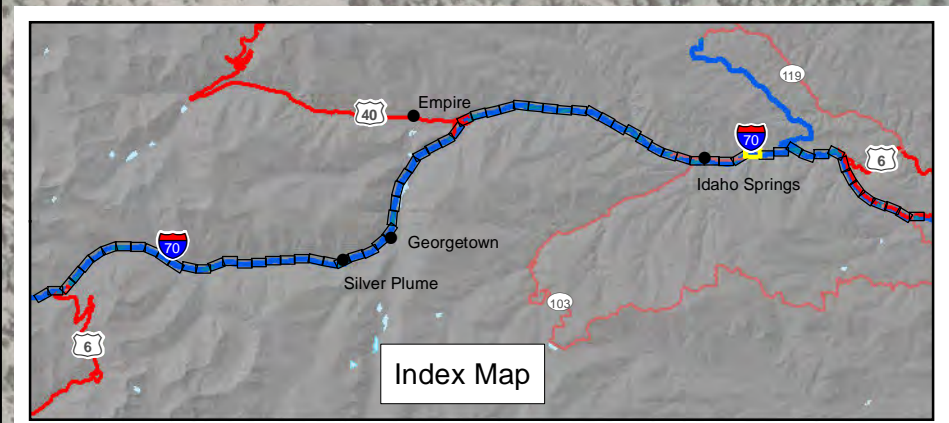 119
Empire
40
70
6
Idaho Springs
Georgetown
70
Silver Plume
103
6
Index Map